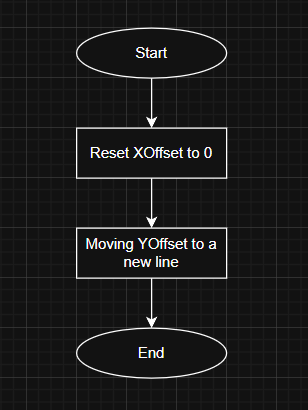 Start
Reset XOffset to 0
Moving YOffset to a
new line
End